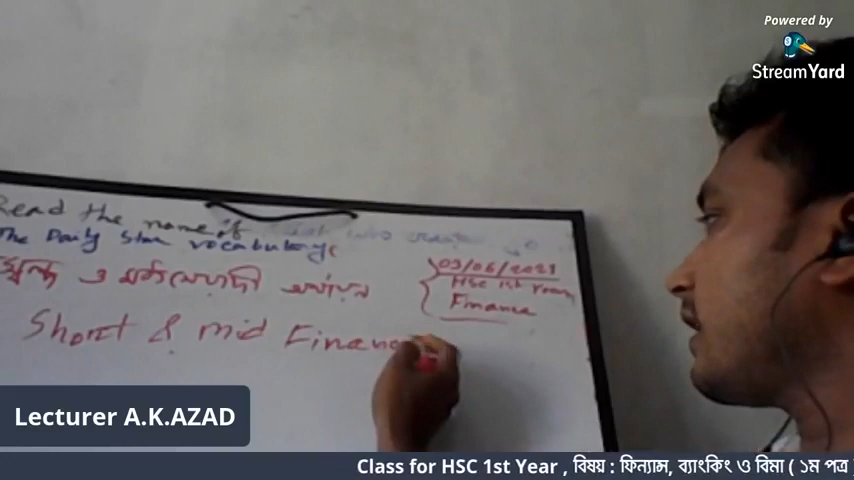 Powered by
StreamYard
Read the name of
The Daily Star vocabulary
স্বল্প ও মধ্যমেয়াদী অর্থায়ন
03/06/2021
HSC 1st Year
Finance
Short & Mid Financ
Lecturer A.K.AZAD
Class for HSC 1st Year , বিষয় : ফিন্যান্স, ব্যাংকিং ও বিমা ( ১ম পত্র )